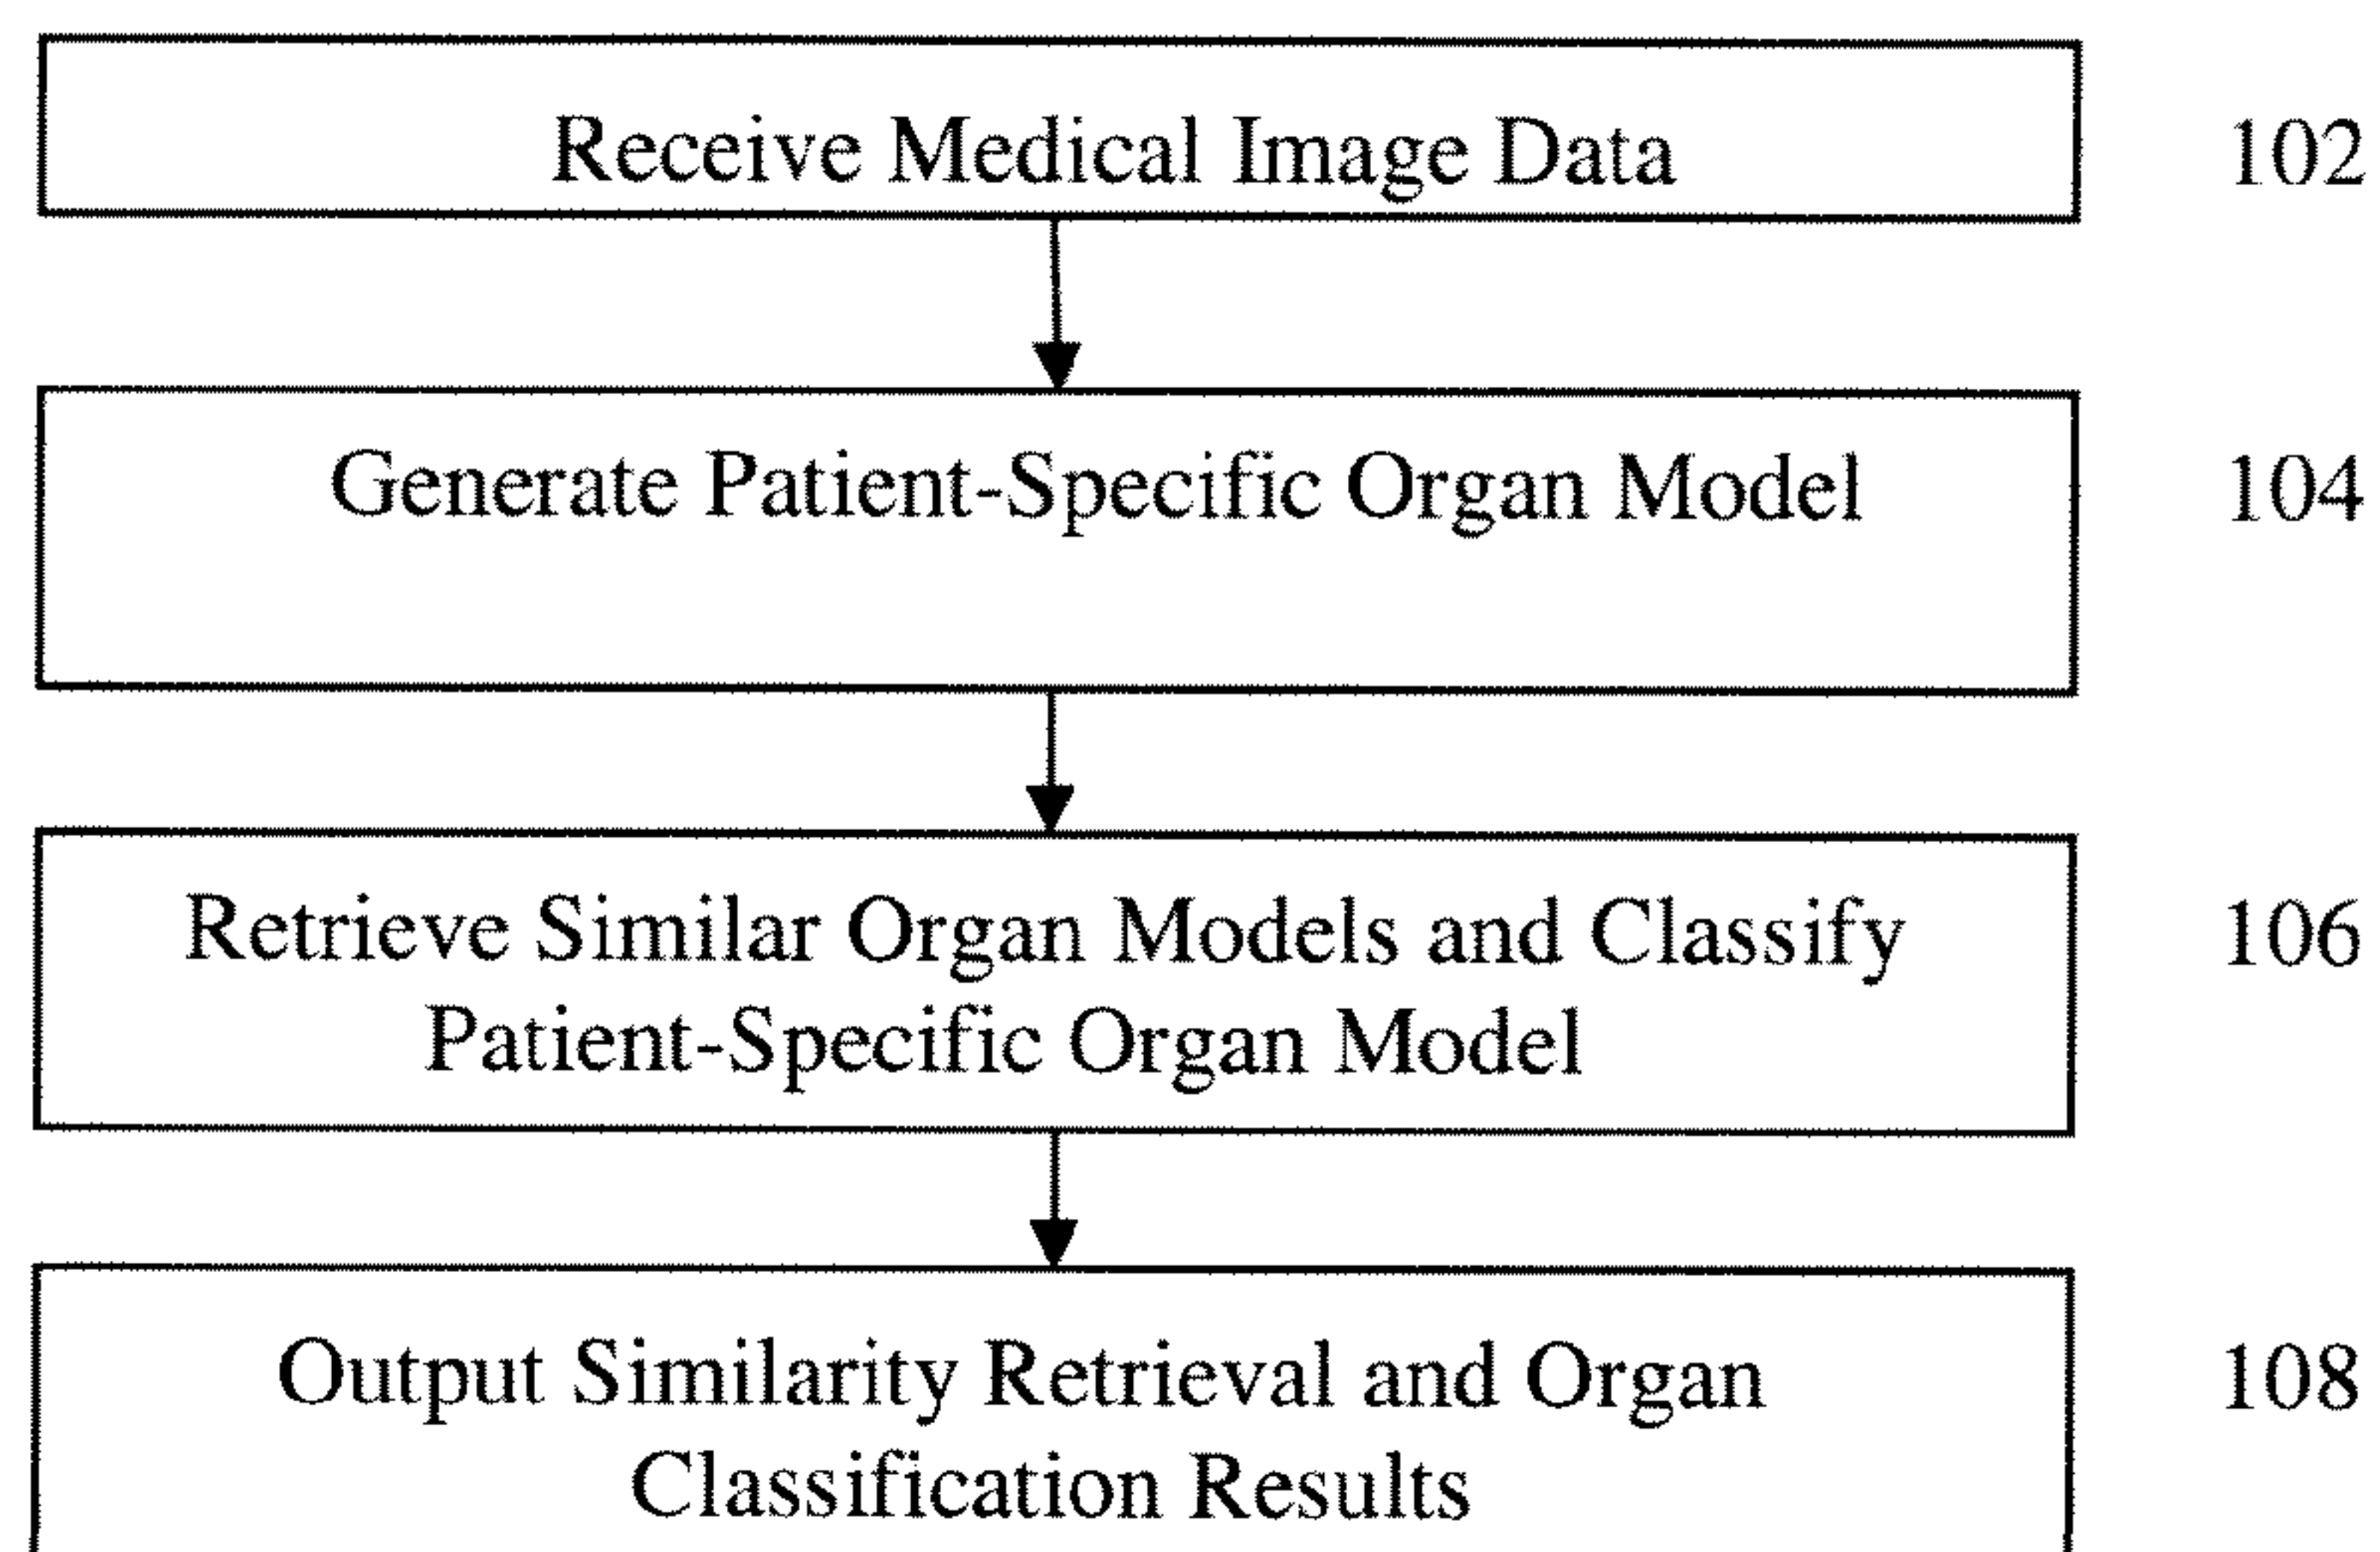 Receive Medical Image Data 102
Generate Patient-Specific Organ Model 104
Retrieve Similar Organ Models and Classify 106
Patient-Specific Organ Model
Output Similarity Retrieval and Organ 108
Classification Results